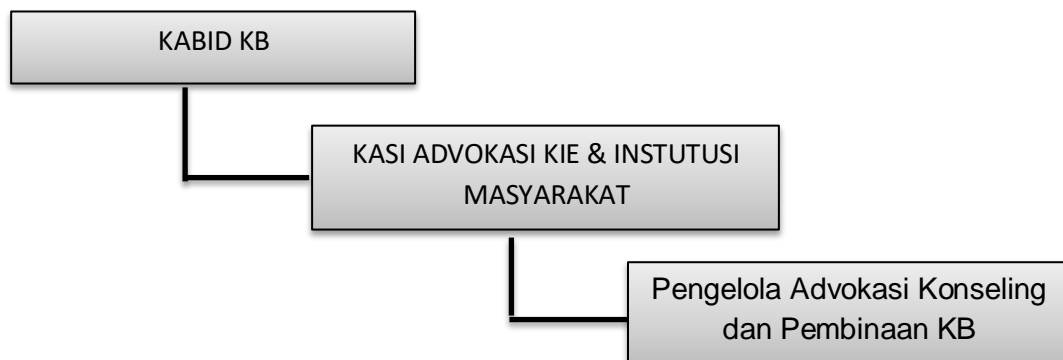 KABID KB
KASI ADVOKASI KIE & INSTUTUSI
MASYARAKAT
Pengelola Advokasi Konseling
dan Pembinaan KB